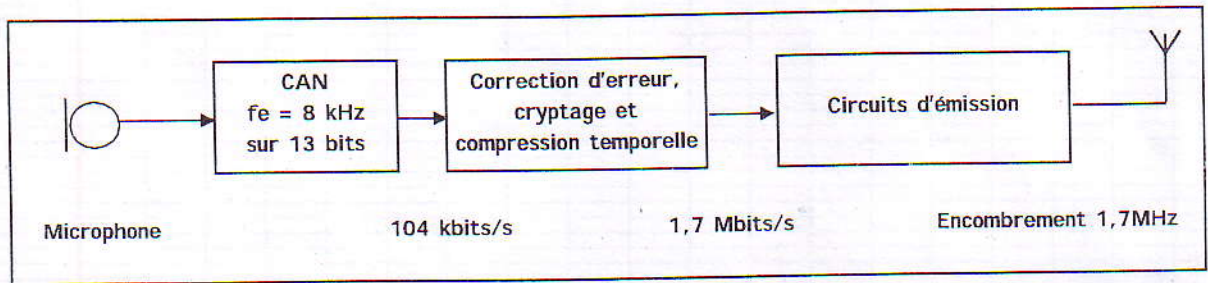 CAN
fe = 8 kHz
sur 13 bits
Correction d'erreur,
cryptage et
compression temporelle
Circuits d'émission
Microphone
104 kbits/s
1,7 Mbits/s
Encombrement 1,7MHz